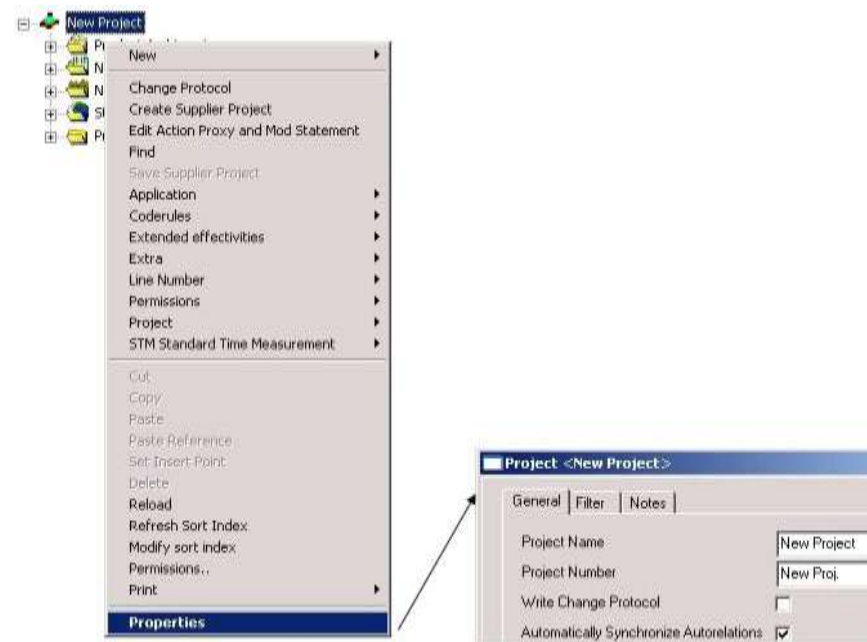 New Project
New
Change Protocol
Create Supplier Project
Edit Action Proxy and Mod Statement
Find
Save Supplier Project
Application
Coderules
Extended effectivities
Extra
Line Number
Permissions
Project
STM Standard Time Measurement
Cut
Copy
Paste
Paste Reference
Set Insert Point
Delete
Reload
Refresh Sort Index
Modify sort index
Permissions..
Print
Properties
Project <New Project>
General Filter Notes
Project Name New Project
Project Number New Proj.
Write Change Protocol
Automatically Synchronize Autorelations